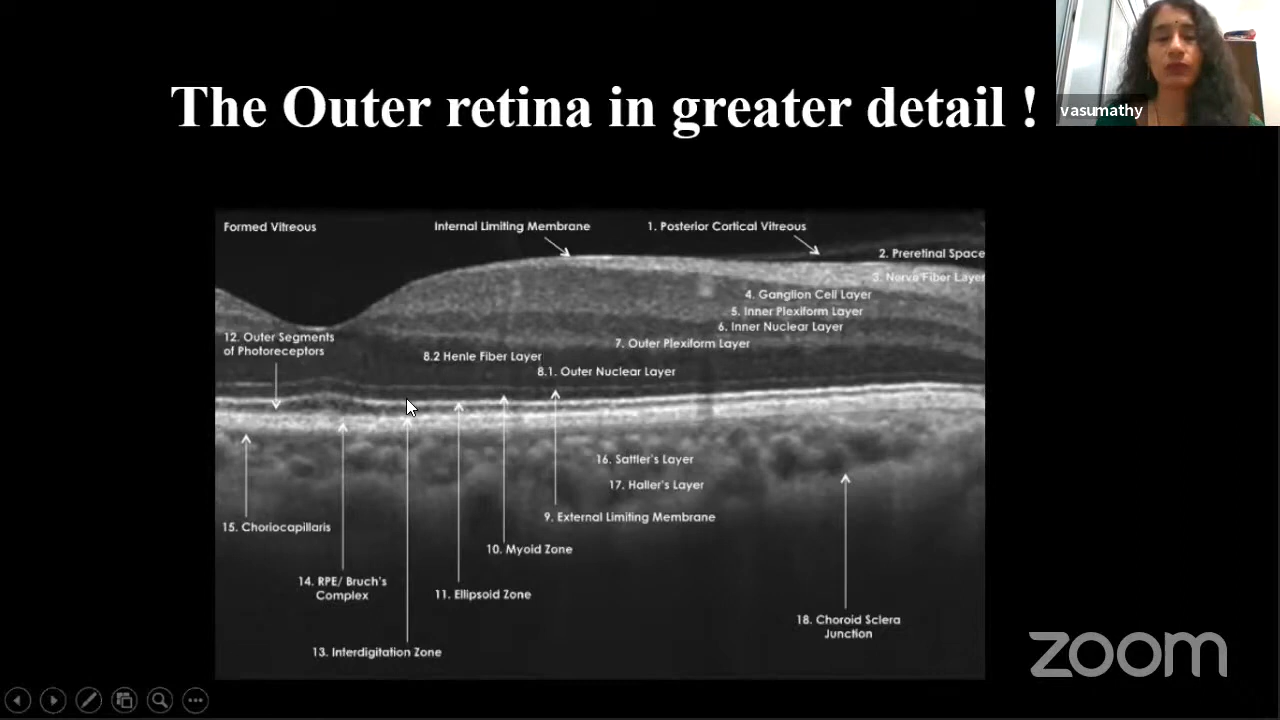 The Outer retina in greater detail !
vasumathy
Formed Vitreous
Internal Limiting Membrane
1. Posterior Cortical Vitreous
2. Preretinal Space
3. Nerve Fiber Layer
4. Ganglion Cell Layer
5. Inner Plexiform Layer
6. Inner Nuclear Layer
7. Outer Plexiform Layer
12. Outer Segments
of Photoreceptors
8.2 Henle Fiber Layer
8.1. Outer Nuclear Layer
16. Sattler's Layer
17. Haller's Layer
9. External Limiting Membrane
15. Choriocapillaris
10. Myoid Zone
14. RPE/ Bruch's
Complex
11. Ellipsoid Zone
18. Choroid Sclera
Junction
13. Interdigitation Zone
zoom